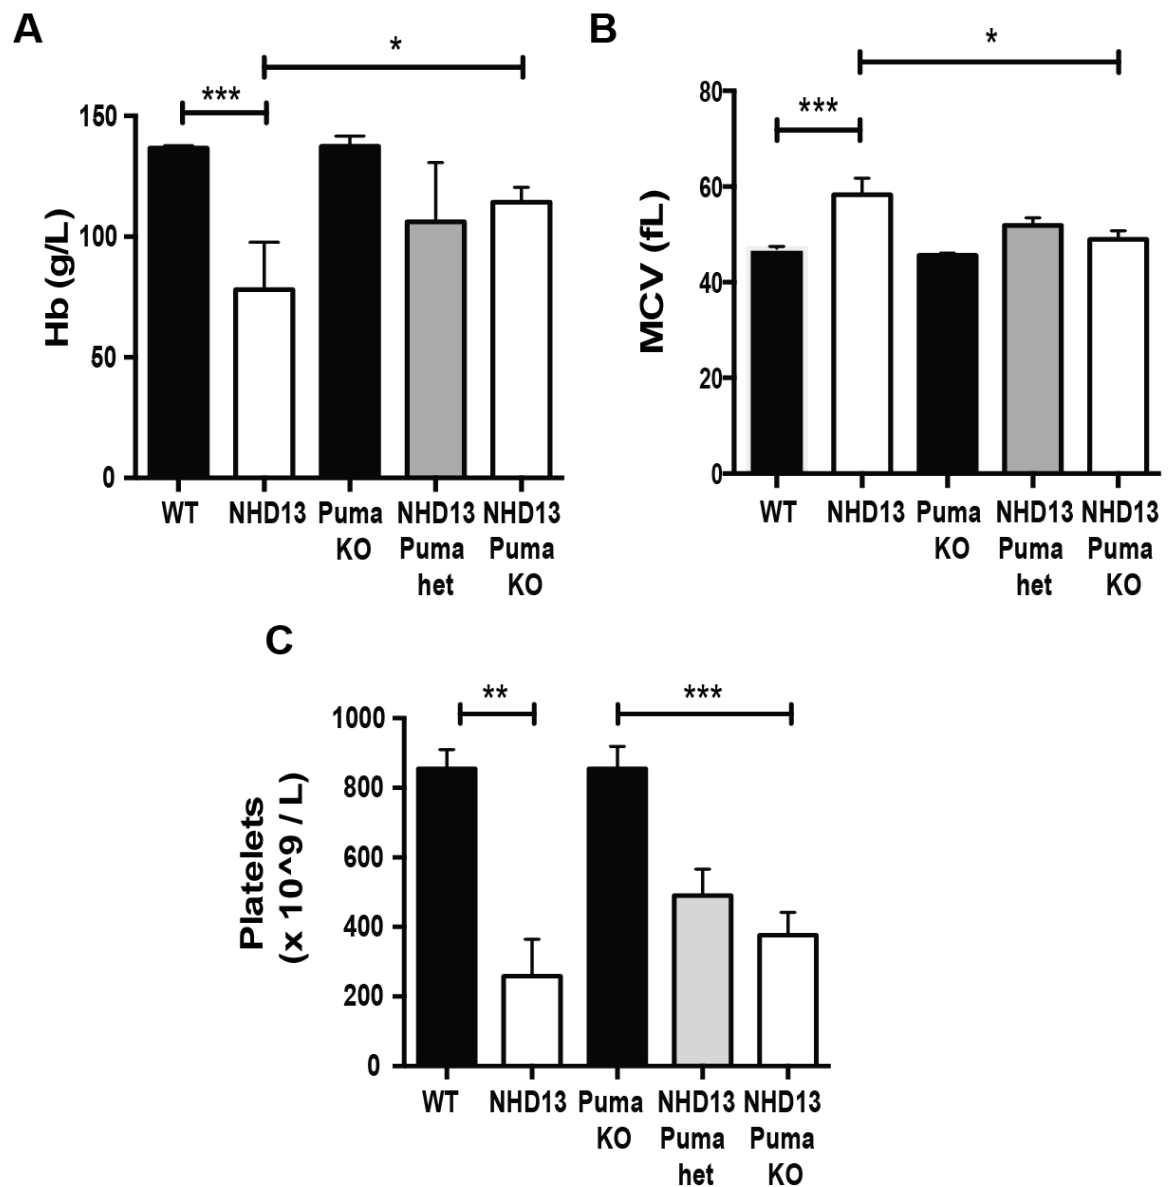 A
B
*
***
150
100
50
0
Hb (g/L)
WT NHD13 Puma NHD13 NHD13
KO Puma Puma
het KO
*
***
80
60
40
20
0
MCV (fL)
WT NHD13 Puma NHD13 NHD13
KO Puma Puma
het KO
C
** ***
1000
800
600
400
200
0
Platelets
(x 10^9 / L)
WT NHD13 Puma NHD13 NHD13
KO Puma Puma
het KO